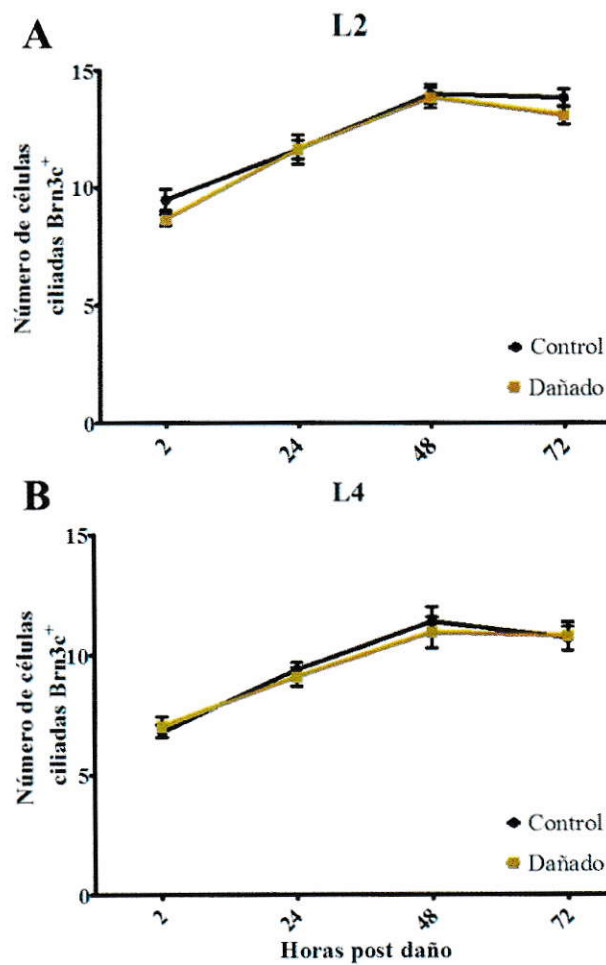 A
L2
Número de células
ciliadas Brn3c+
15
10
5
0
Control
Dañado
2
24
48
72
B
L4
Número de células
ciliadas Brn3c+
15
10
5
0
Control
Dañado
2
24
48
72
Horas post daño